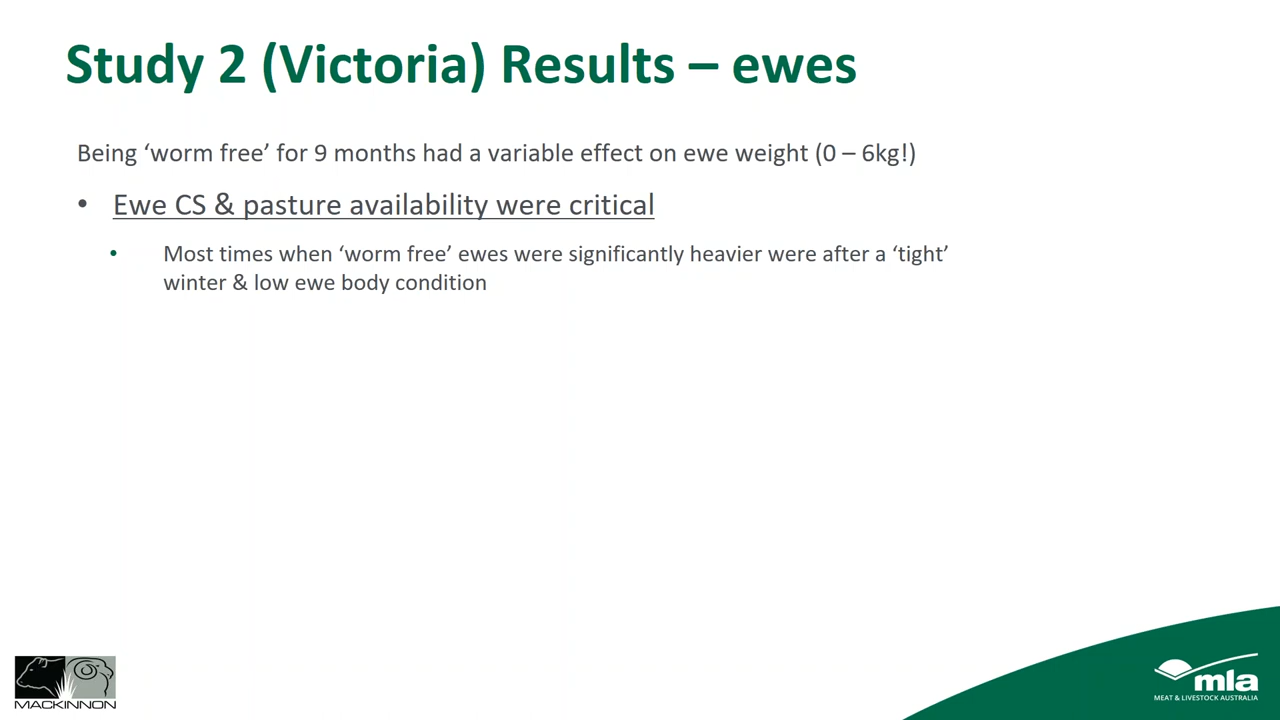 Study 2 (Victoria) Results – ewes
Being ‘worm free’ for 9 months had a variable effect on ewe weight (0 – 6kg!)
• Ewe CS & pasture availability were critical
• Most times when ‘worm free’ ewes were significantly heavier were after a ‘tight’
winter & low ewe body condition
MACKINNON
mla
MEAT & LIVESTOCK AUSTRALIA